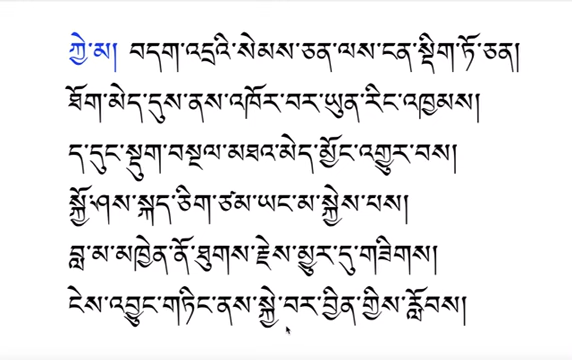 ཀྱེ་མ། བདག་འདྲའི་སེམས་ཅན་ལས་ངན་སྡིག་ཏོ་ཅན།
ཐོག་མེད་དུས་ནས་འཁོར་བར་ཡུན་རིང་འཁྱམས།
ད་དུང་སྡུག་བསྔལ་མཐའ་མེད་མྱོང་འགྱུར་བས།
སྐྱོ་ཤས་སྐད་ཅིག་ཙམ་ཡང་མ་སྐྱེས་པས།
བླ་མ་མཁྱེན་ནོ་ཐུགས་རྗེས་མྱུར་དུ་གཟིགས།
ངེས་འབྱུང་གཏིང་ནས་སྐྱེ་བར་བྱིན་གྱིས་རློབས།